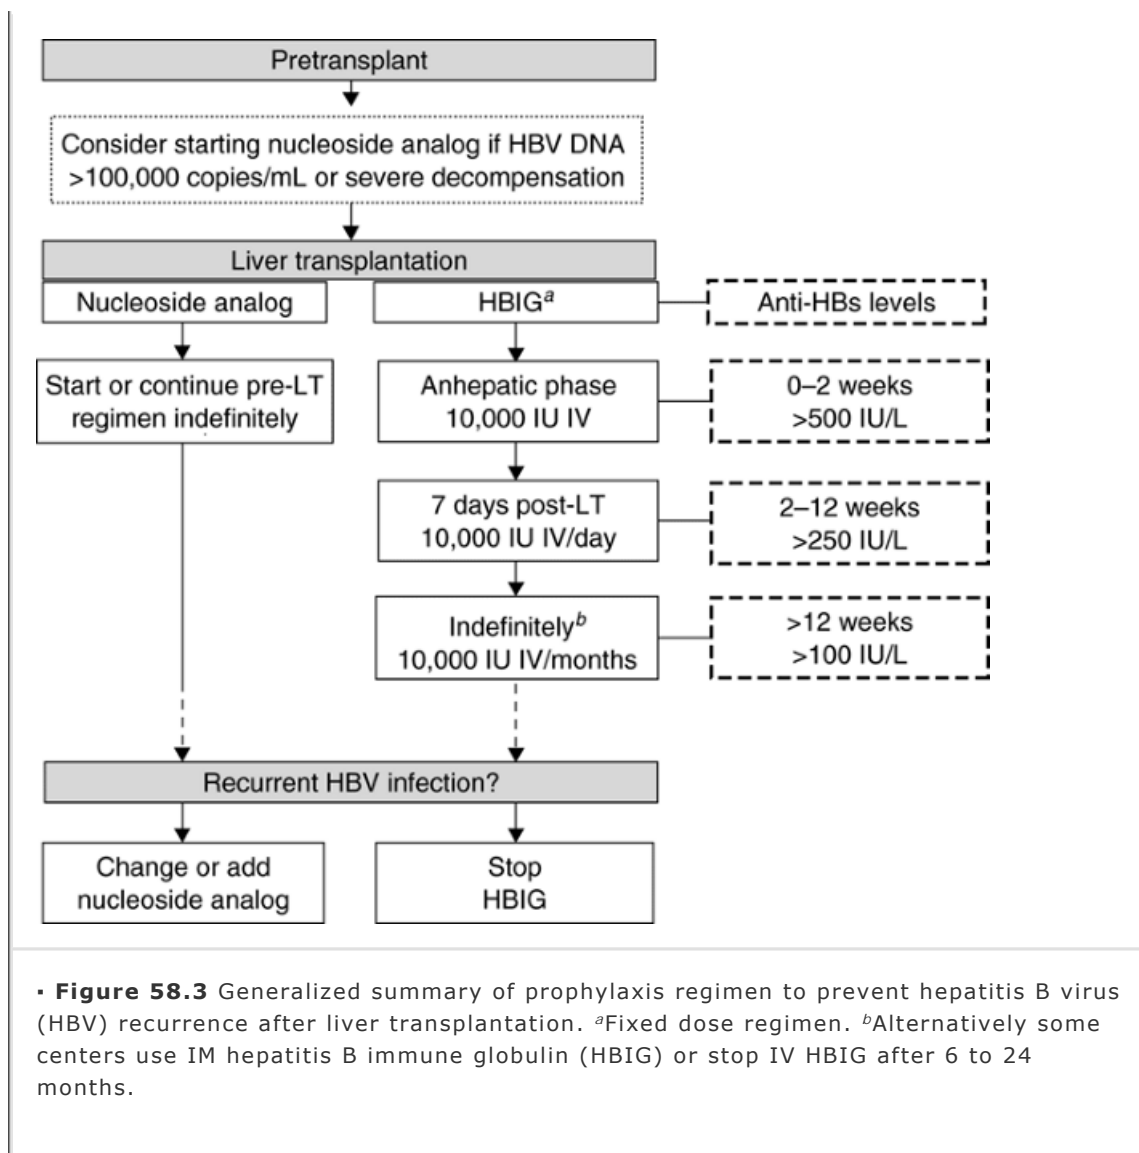 Pretransplant
Consider starting nucleoside analog if HBV DNA
>100,000 copies/mL or severe decompensation
Liver transplantation
Nucleoside analog
HBIGa
Anti-HBs levels
Start or continue pre-LT
regimen indefinitely
Anhepatic phase
10,000 IU IV
0–2 weeks
>500 IU/L
7 days post-LT
10,000 IU IV/day
2–12 weeks
>250 IU/L
Indefinitelyb
10,000 IU IV/months
>12 weeks
>100 IU/L
Recurrent HBV infection?
Change or add
nucleoside analog
Stop
HBIG
▪ Figure 58.3 Generalized summary of prophylaxis regimen to prevent hepatitis B virus
(HBV) recurrence after liver transplantation. aFixed dose regimen. bAlternatively some
centers use IM hepatitis B immune globulin (HBIG) or stop IV HBIG after 6 to 24
months.